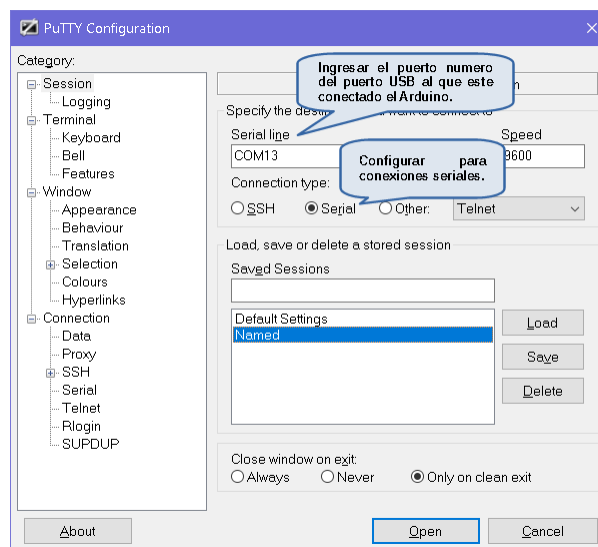 PuTTY Configuration
Category:
Session
Logging
Terminal
Keyboard
Bell
Features
Window
Appearance
Behaviour
Translation
Selection
Colours
Hyperlinks
Connection
Data
Proxy
SSH
Serial
Telnet
Rlogin
SUPDUP
Ingresar el puerto numero
del puerto USB al que este
conectado el Arduino.
Serial line
Speed
COM13
9600
Configurar para
conexiones seriales.
Connection type:
SSH
Serial
Other:
Telnet
Load, save or delete a stored session
Saved Sessions
Default Settings
Named
Load
Save
Delete
Close window on exit:
Always
Never
Only on clean exit
About
Open
Cancel